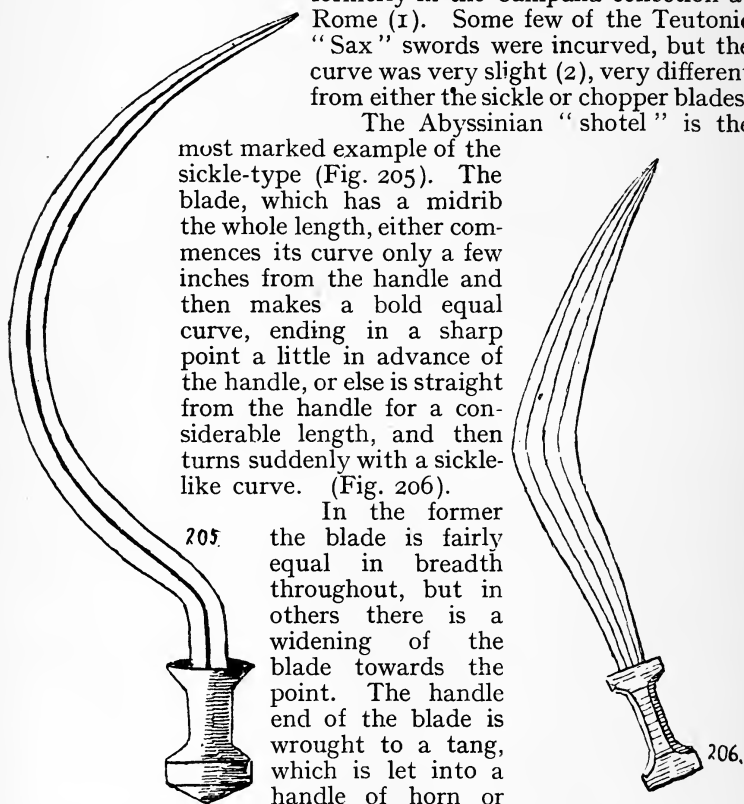 formerly in the Campana collection a
Rome (1). Some few of the Teutonic
“Sax” swords were incurved, but the
curve was very slight (2), very different
from either the sickle or chopper blades
The Abyssinian “shotel” is the
most marked example of the
sickle-type (Fig. 205). The
blade, which has a midrib
the whole length, either com-
mences its curve only a few
inches from the handle and
then makes a bold equal
curve, ending in a sharp
point a little in advance of
the handle, or else is straight
from the handle for a con-
siderable length, and then
turns suddenly with a sickle-
like curve. (Fig. 206).
In the former
the blade is fairly
equal in breadth
throughout, but in
others there is a
widening of the
blade towards the
point. The handle
end of the blade is
wrought to a tang,
which is let into a
handle of horn or
205.
206.